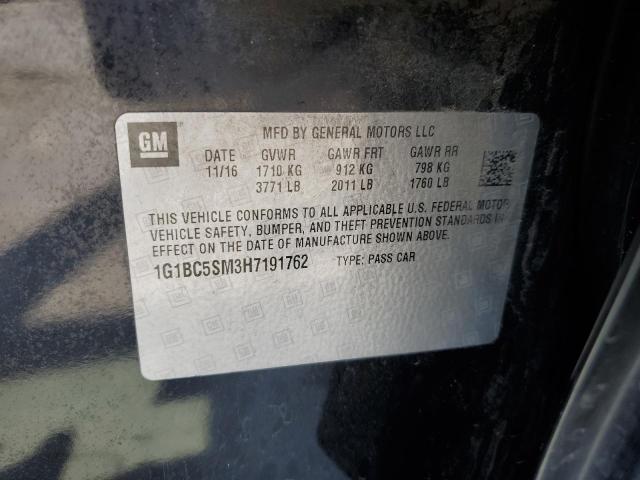 GM
MFD BY GENERAL MOTORS LLC
DATE GVWR GAWR FRT GAWR RR
11/16 1710 KG 912 KG 798 KG
3771 LB 2011 LB 1760 LB
THIS VEHICLE CONFORMS TO ALL APPLICABLE U.S. FEDERAL MOTOR
VEHICLE SAFETY, BUMPER, AND THEFT PREVENTION STANDARDS IN
EFFECT ON THE DATE OF MANUFACTURE SHOWN ABOVE.
1G1BC5SM3H7191762 TYPE: PASS CAR